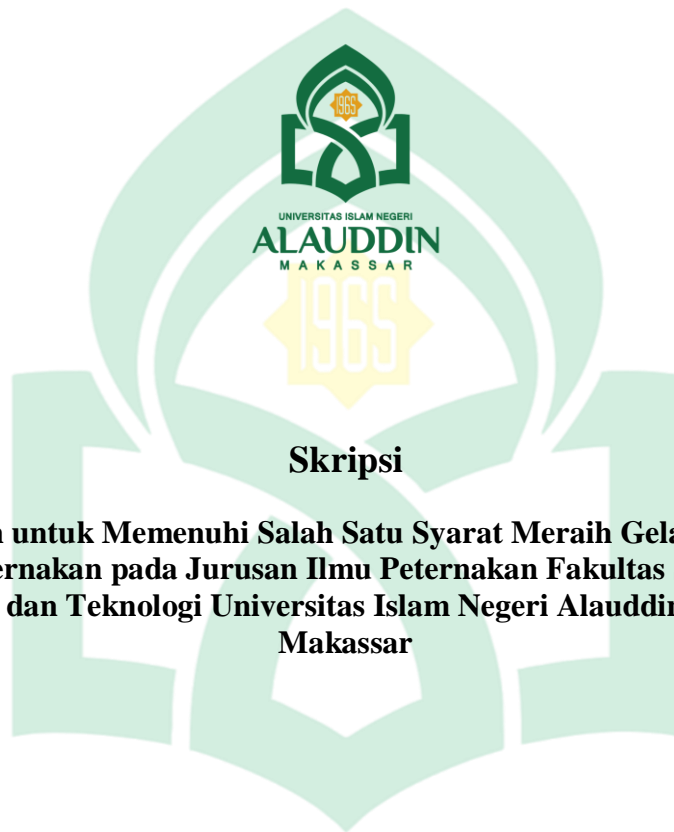 1965
UNIVERSITAS ISLAM NEGERI
ALAUDDIN
MAKASSAR
1965
Skripsi
untuk Memenuhi Salah Satu Syarat Meraih
pada Jurusan Ilmu Peternakan Fakultas
dan Teknologi Universitas Islam Negeri Alauddin
Makassar